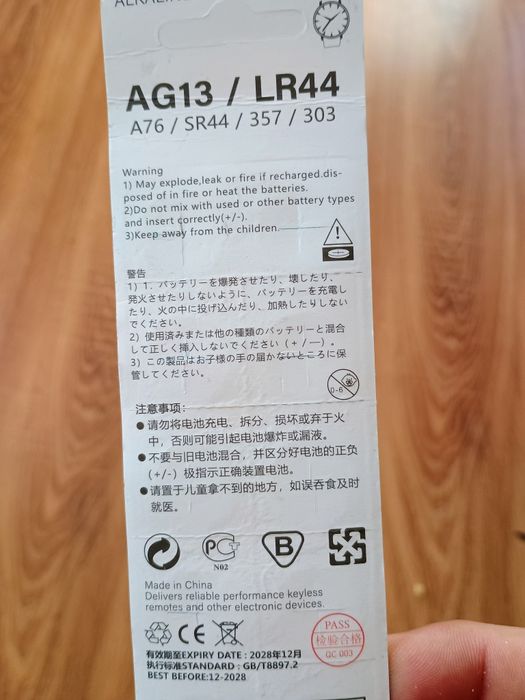 AG13 / LR44
A76 / SR44 / 357 / 303
Warning
1) May explode,leak or fire if recharged.dis-
posed of in fire or heat the batteries.
2)Do not mix with used or other battery types
and insert correctly(+/-).
3)Keep away from the children.
警告
1) 1. バッテリーを爆発させたり、壊したり、
発火させたりしないように、バッテリーを充電し
たり、火の中に投げ込んだり、加熱したりしない
でください。
2) 使用済みまたは他の種類のバッテリーと混合
して正しく挿入しないでください (+ / —) 。
3) この製品はお子様の手の届かないところに保
管してください。
0-6
注意事项:
●请勿将电池充电、拆分、损坏或弃于火
中，否则可能引起电池爆炸或漏液。
●不要与旧电池混合，并区分好电池的正负
(+/-) 极指示正确装置电池。
●请置于儿童拿不到的地方，如误吞食及时
就医。
PCT
N02
B
Made in China
Delivers reliable performance keyless
remotes and other electronic devices.
CE
PASS
检验合格
QC 003
有效期至EXPIRY DATE: 2028年12月
执行标准STANDARD: GB/T8897.2
BEST BEFORE:12-2028